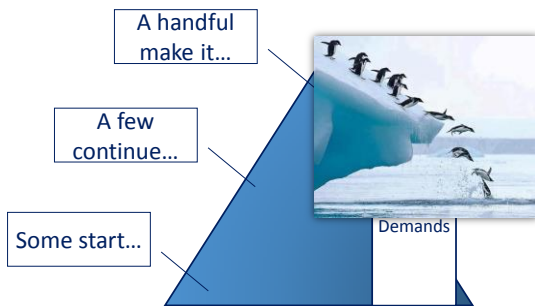 A handful
make it…
A few
continue…
Some start…
Demands